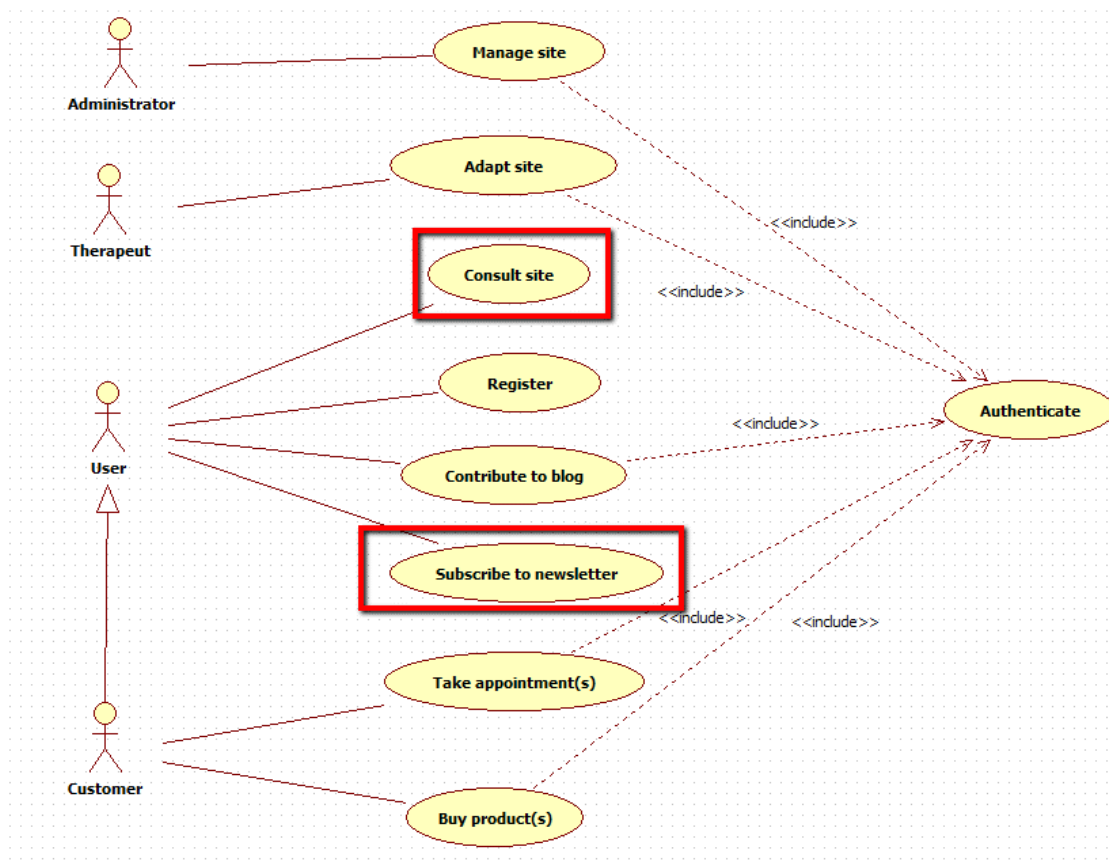 Manage site
Administrator
Adapt site
<<include>>
Therapeut
Consult site
<<include>>
Register
Authenticate
<<include>>
User
Contribute to blog
Subscribe to newsletter
<<include>>
<<include>>
Take appointment(s)
Customer
Buy product(s)